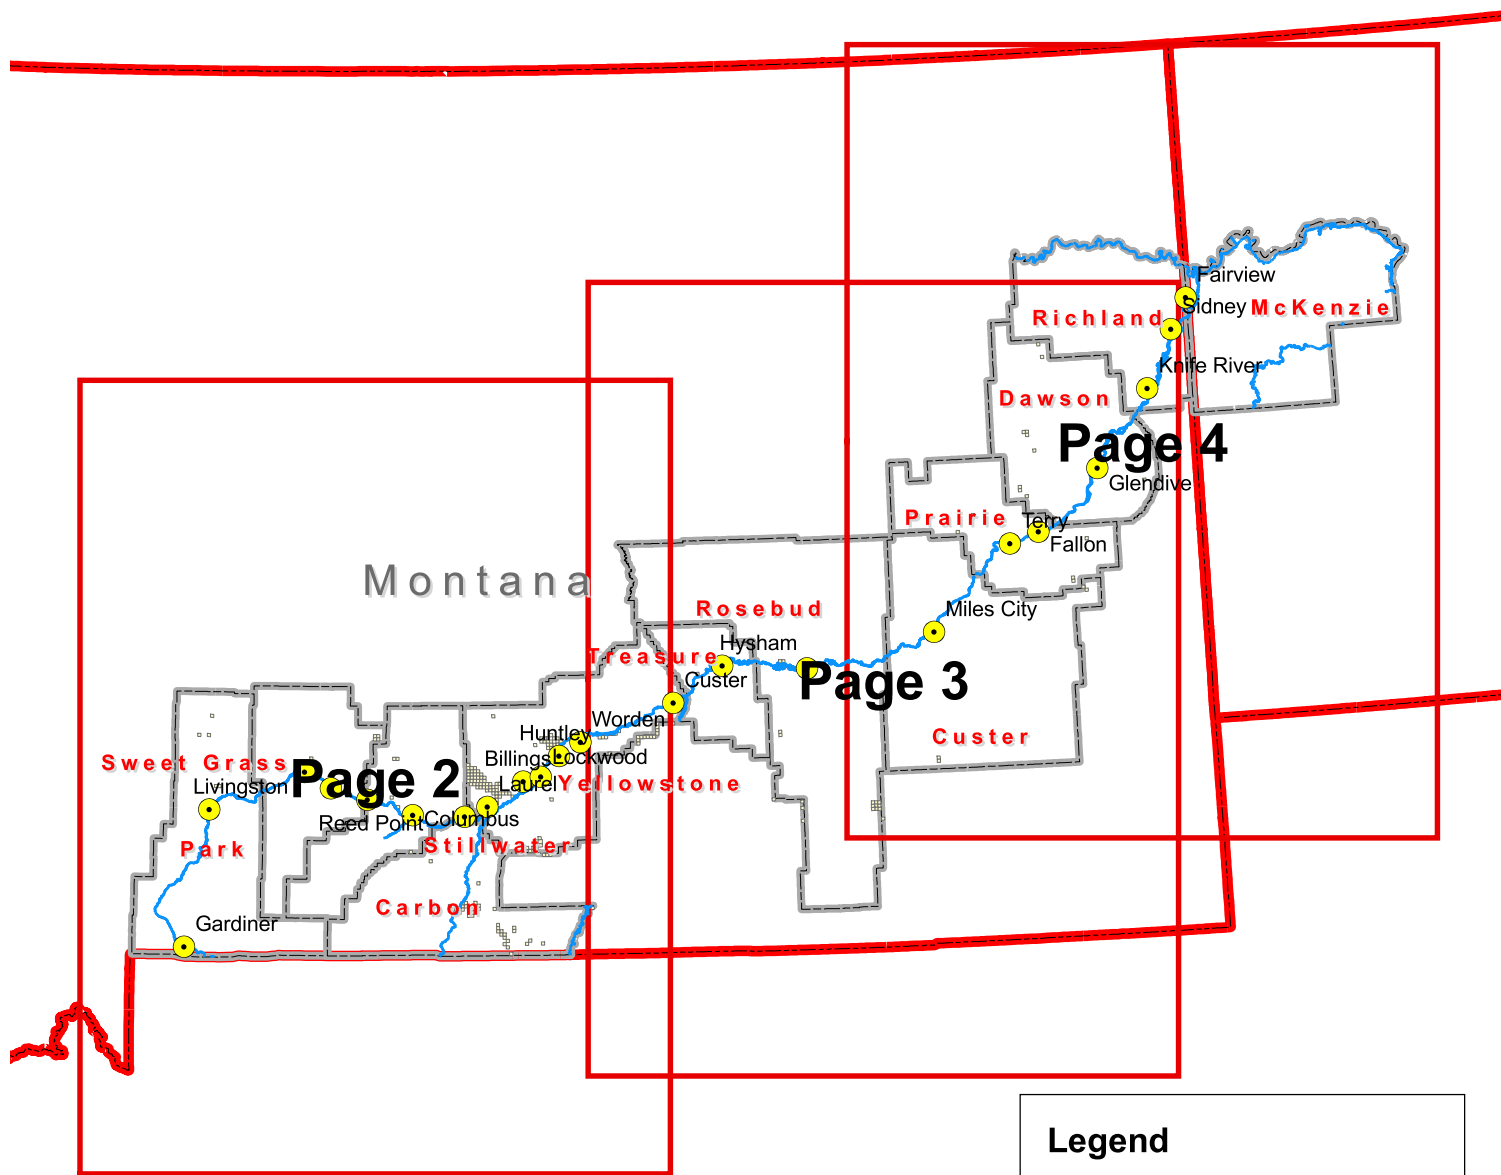 Fairview
Sidney
McKenzie
Richland
Knife River
Dawson
Page 4
Glendive
Prairie
Terry
Fallon
Montana
Miles City
Rosebud
Hysham
Treasure
Custer
Page 3
Worden
Huntley
Custer
Billings
Lockwood
Sweet Grass
Page 2
Livingston
Laurel
Yellowstone
Reed Point
Columbus
Park
Stillwater
Carbon
Gardiner
Legend